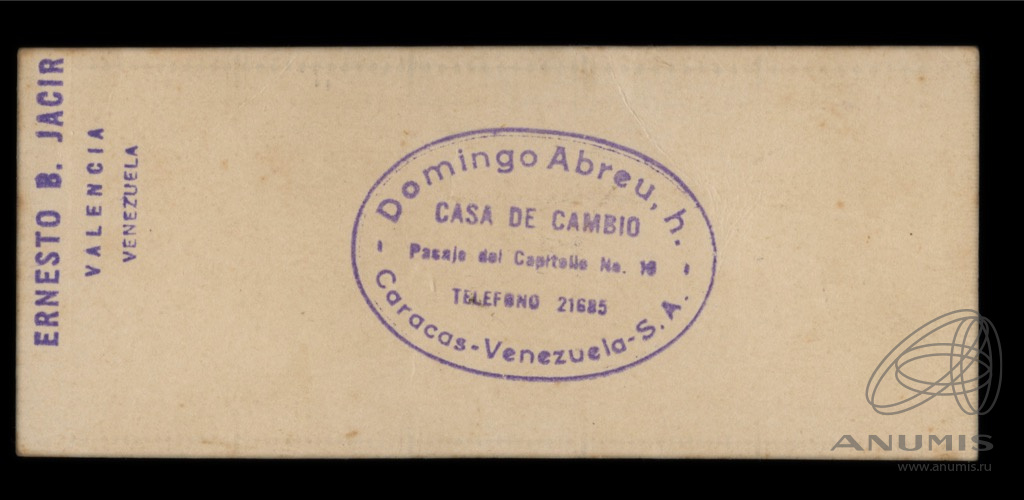 ERNESTO B. JACIR
VALENCIA
VENEZUELA
Domingo Abreu, h.
CASA DE CAMBIO
Pasaje del Capitolio No.
TELEFONO 21685
- Caracas-Venezuela-S.A. -
ANUMIS
www.anumis.ru